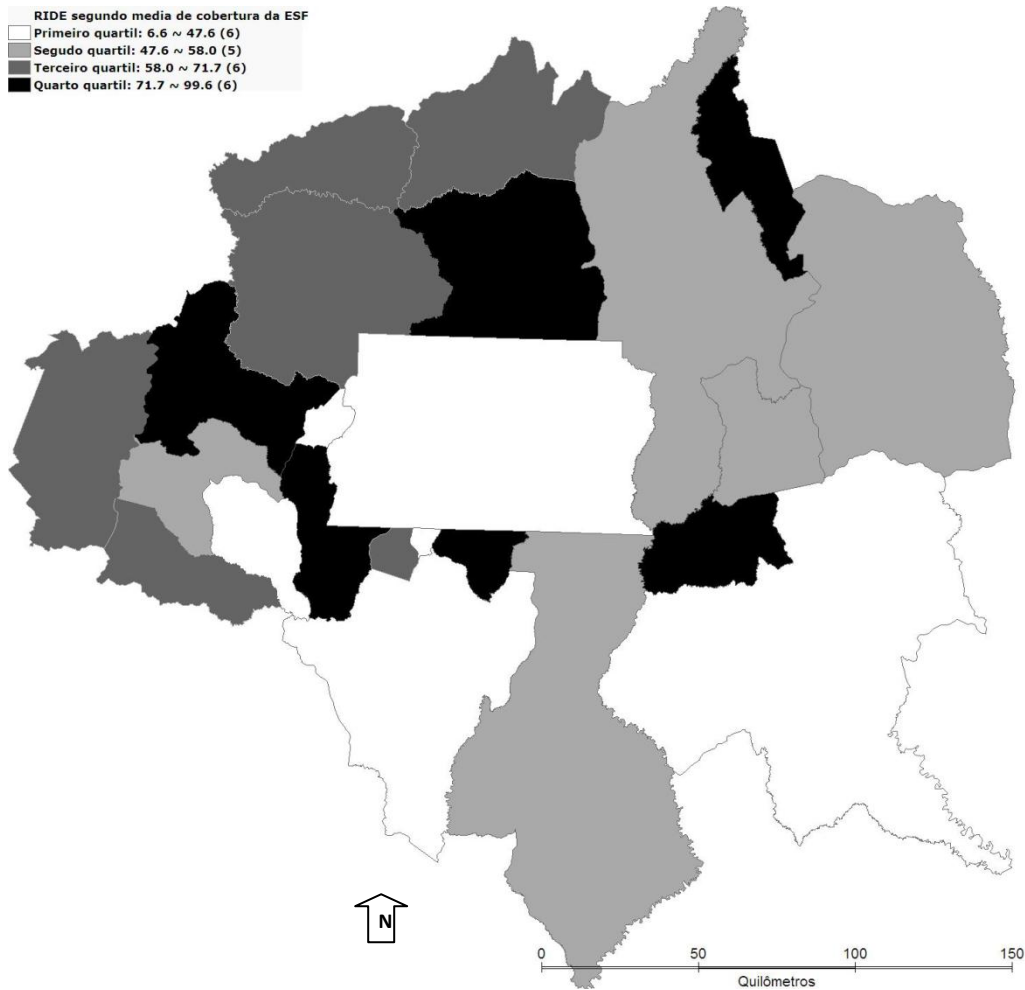 RIDE segundo media de cobertura da ESF
Primeiro quartil: 6.6 ~ 47.6 (6)
Segudo quartil: 47.6 ~ 58.0 (5)
Terceiro quartil: 58.0 ~ 71.7 (6)
Quarto quartil: 71.7 ~ 99.6 (6)
N
0 50 100 150
Quilômetros